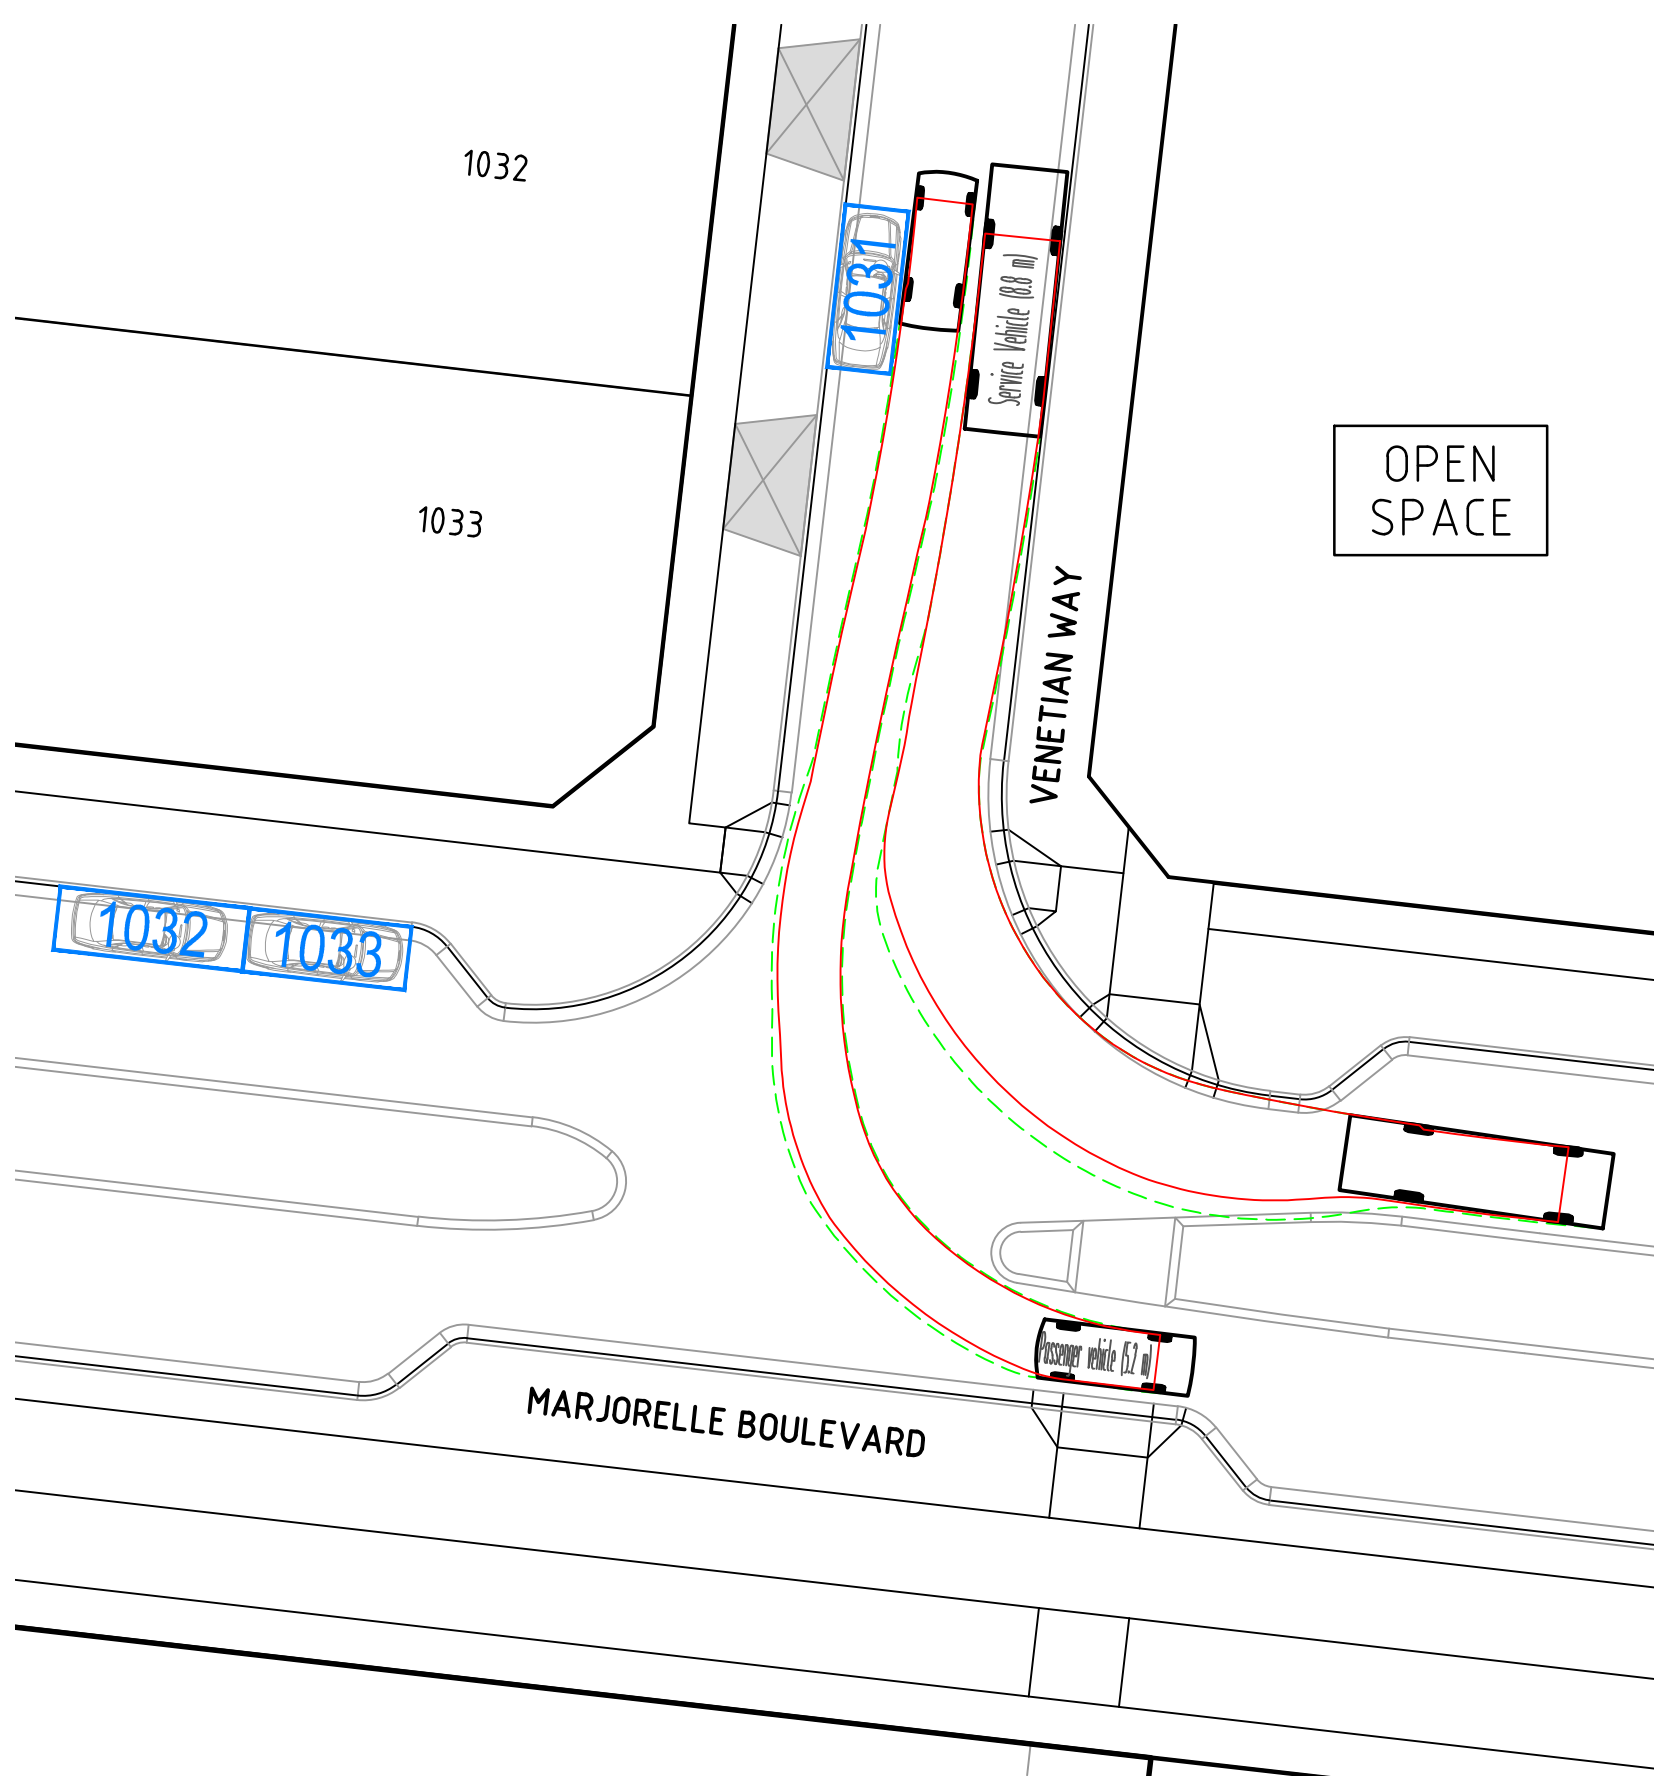 1032
1031
Service Vehicle (8.8 m)
OPEN
SPACE
1033
VENETIAN WAY
1032
1033
Passenger vehicle (5.2 m)
MARJORELLE BOULEVARD